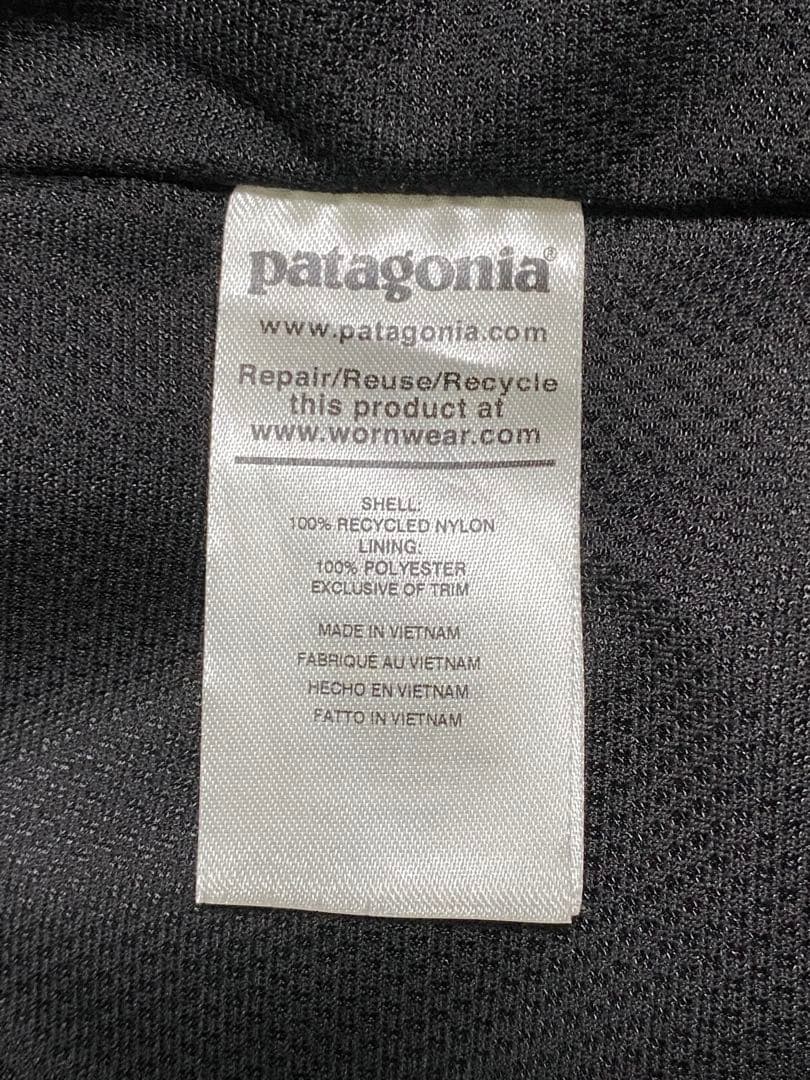 patagonia®
www.patagonia.com
Repair/Reuse/Recycle
this product at
www.wornwear.com
SHELL:
100% RECYCLED NYLON
LINING:
100% POLYESTER
EXCLUSIVE OF TRIM
MADE IN VIETNAM
FABRIQUÉ AU VIETNAM
HECHO EN VIETNAM
FATTO IN VIETNAM